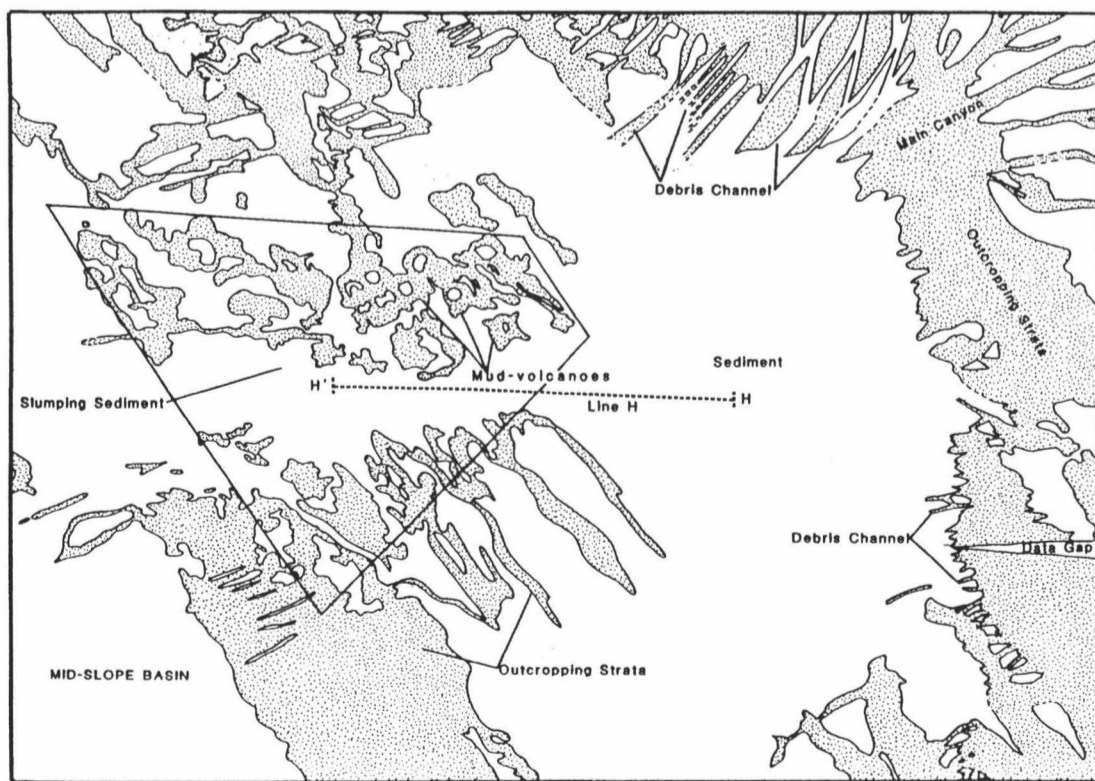 Main Canyon
Debris Channel
Outcropping Strata
Sediment
Mud-volcanoes
H'
H
Line H
Slumping Sediment
Debris Channel
Data Gap
Outcropping Strata
MID-SLOPE BASIN